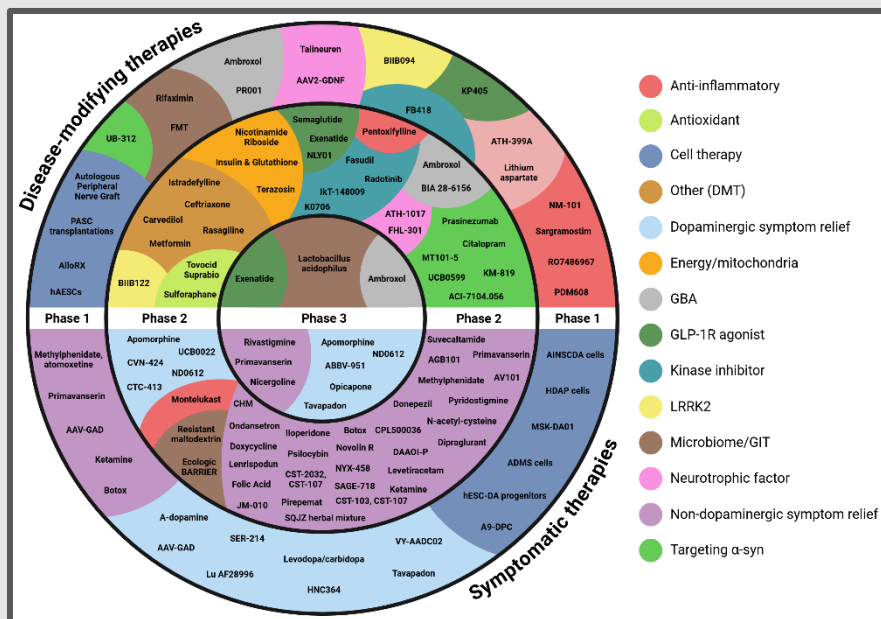 Disease-modifying therapies
Ambroxol
PR001
Talineuren
AAV2-GDNF
BIIB094
FB418
KP405
Rifaximin
FMT
UB-312
ATH-399A
Lithium
aspartate
Autologous
Peripheral
Nerve Graft
PASC
transplantations
AlloRX
hAESCs
NM-101
Sargramostim
RO7486967
PDM608
Nicotinamide
Riboside
Insulin & Glutathione
Terazosin
Semaglutide
Exenatide
NLY01
Pentoxifylline
Fasudil
Radotinib
IkT-148009
K0706
Ambroxol
BIA 28-6156
ATH-1017
FHL-301
Istradefylline
Ceftriaxone
Carvedilol
Rasagiline
Metformin
BIIB122
Tovocid
Suprabio
Sulforaphane
Prasinezumab
Citalopram
MT101-5
UCB0599
KM-819
ACI-7104.056
Exenatide
Lactobacillus
acidophilus
Ambroxol
Phase 1
Phase 2
Phase 3
Phase 2
Phase 1
Methylphenidate,
atomoxetine
Primavanserin
AAV-GAD
Ketamine
Botox
Apomorphine
UCB0022
CVN-424
ND0612
CTC-413
Montelukast
Resistant
maltodextrin
Ecologic
BARRIER
Rivastigmine
Primavanserin
Nicergoline
Apomorphine
ND0612
ABBV-951
Opicapone
Tavapadon
Suvecaltamide
AGB101
Primavanserin
Methylphenidate
AV101
Donepezil
Pyridostigmine
N-acetyl-cysteine
Dipraglurant
CHM
Ondansetron
Doxycycline
Lenrispodun
Folic Acid
JM-010
Iloperidone
Psilocybin
CST-2032,
CST-107
Pirepemat
SQJZ herbal mixture
Botox
CPL500036
Novolin R
DAAOI-P
NYX-458
Levetiracetam
SAGE-718
Ketamine
CST-103, CST-107
AINSCDA cells
HDAP cells
MSK-DA01
ADMS cells
hESC-DA progenitors
A9-DPC
A-dopamine
AAV-GAD
SER-214
Lu AF28996
Levodopa/carbidopa
HNC364
VY-AADC02
Tavapadon
Symptomatic therapies
Anti-inflammatory
Antioxidant
Cell therapy
Other (DMT)
Dopaminergic symptom relief
Energy/mitochondria
GBA
GLP-1R agonist
Kinase inhibitor
LRRK2
Microbiome/GIT
Neurotrophic factor
Non-dopaminergic symptom relief
Targeting α-syn